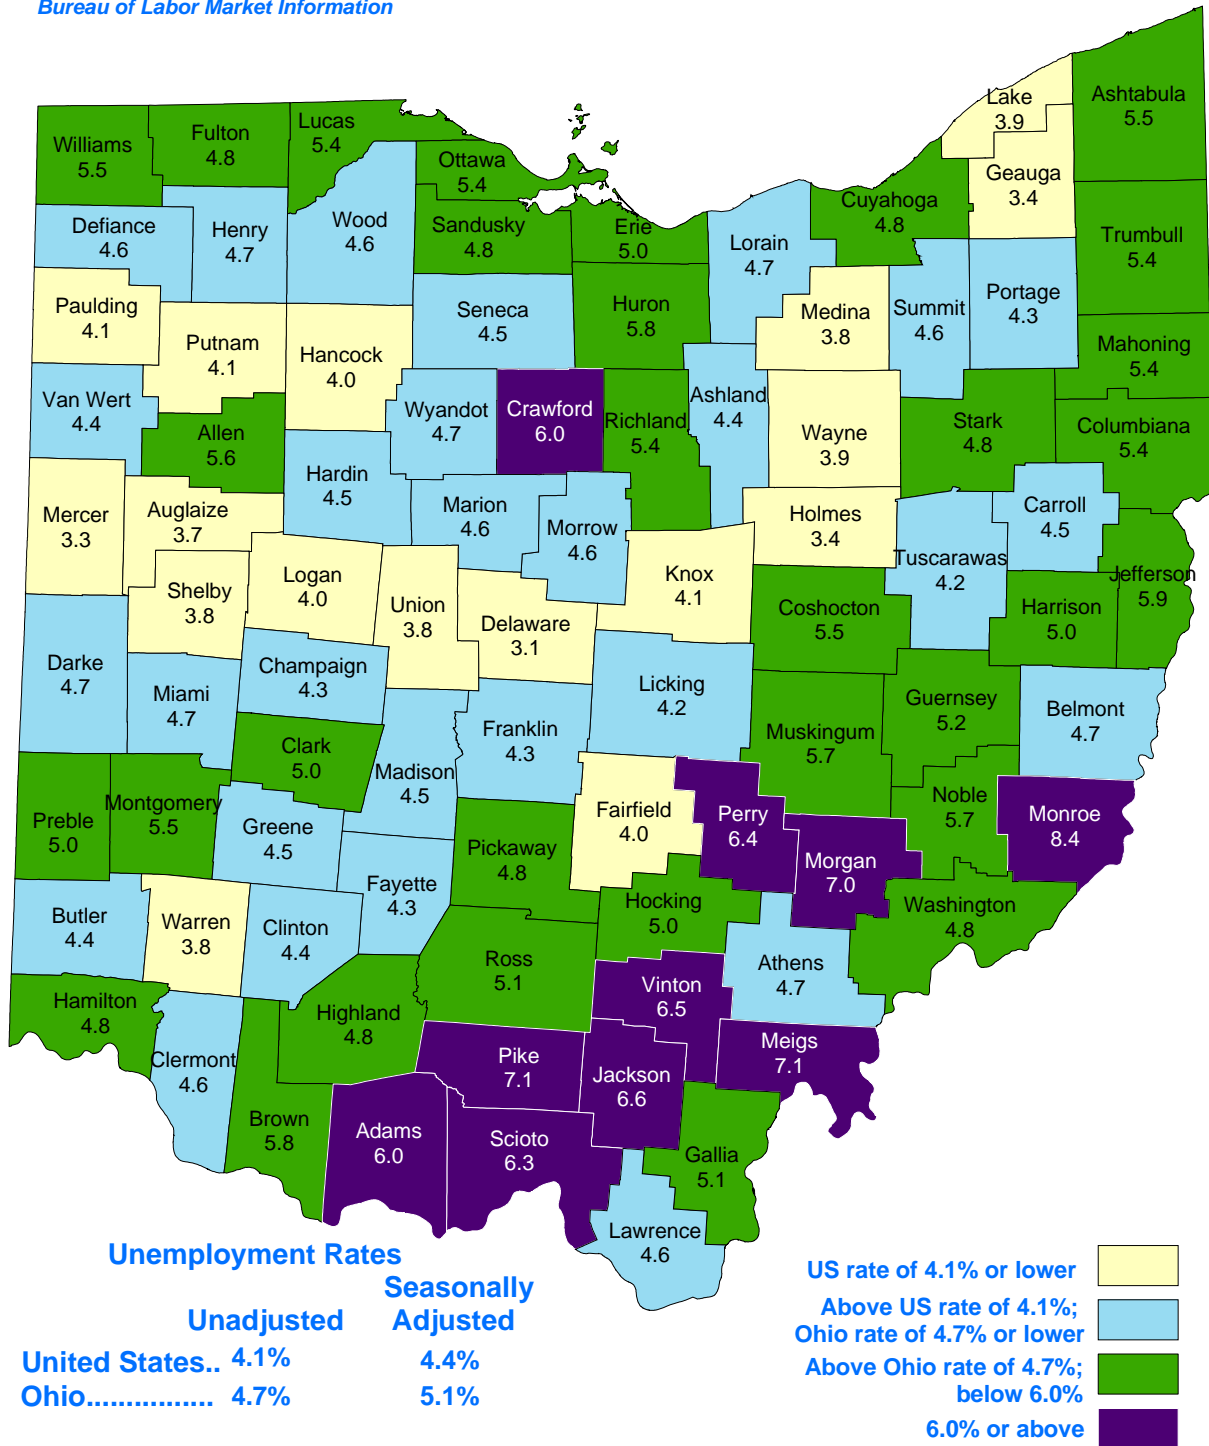 Bureau of Labor Market Information
Williams
5.5
Fulton
4.8
Lucas
5.4
Ottawa
5.4
Lake
3.9
Ashtabula
5.5
Geauga
3.4
Cuyahoga
4.8
Defiance
4.6
Henry
4.7
Wood
4.6
Sandusky
4.8
Erie
5.0
Lorain
4.7
Trumbull
5.4
Paulding
4.1
Putnam
4.1
Hancock
4.0
Seneca
4.5
Huron
5.8
Medina
3.8
Summit
4.6
Portage
4.3
Mahoning
5.4
Van Wert
4.4
Allen
5.6
Wyandot
4.7
Crawford
6.0
Richland
5.4
Ashland
4.4
Wayne
3.9
Stark
4.8
Columbiana
5.4
Hardin
4.5
Mercer
3.3
Auglaize
3.7
Marion
4.6
Morrow
4.6
Holmes
3.4
Carroll
4.5
Tuscarawas
4.2
Jefferson
5.9
Shelby
3.8
Logan
4.0
Union
3.8
Delaware
3.1
Knox
4.1
Coshocton
5.5
Harrison
5.0
Darke
4.7
Miami
4.7
Champaign
4.3
Licking
4.2
Franklin
4.3
Muskingum
5.7
Guernsey
5.2
Belmont
4.7
Clark
5.0
Madison
4.5
Preble
5.0
Montgomery
5.5
Greene
4.5
Fairfield
4.0
Perry
6.4
Noble
5.7
Monroe
8.4
Pickaway
4.8
Morgan
7.0
Fayette
4.3
Hocking
5.0
Washington
4.8
Butler
4.4
Warren
3.8
Clinton
4.4
Ross
5.1
Athens
4.7
Vinton
6.5
Hamilton
4.8
Highland
4.8
Clermont
4.6
Pike
7.1
Jackson
6.6
Meigs
7.1
Brown
5.8
Adams
6.0
Scioto
6.3
Gallia
5.1
Lawrence
4.6
Unemployment Rates
Seasonally
Unadjusted Adjusted
United States.. 4.1% 4.4%
Ohio................ 4.7% 5.1%
US rate of 4.1% or lower
Above US rate of 4.1%;
Ohio rate of 4.7% or lower
Above Ohio rate of 4.7%;
below 6.0%
6.0% or above